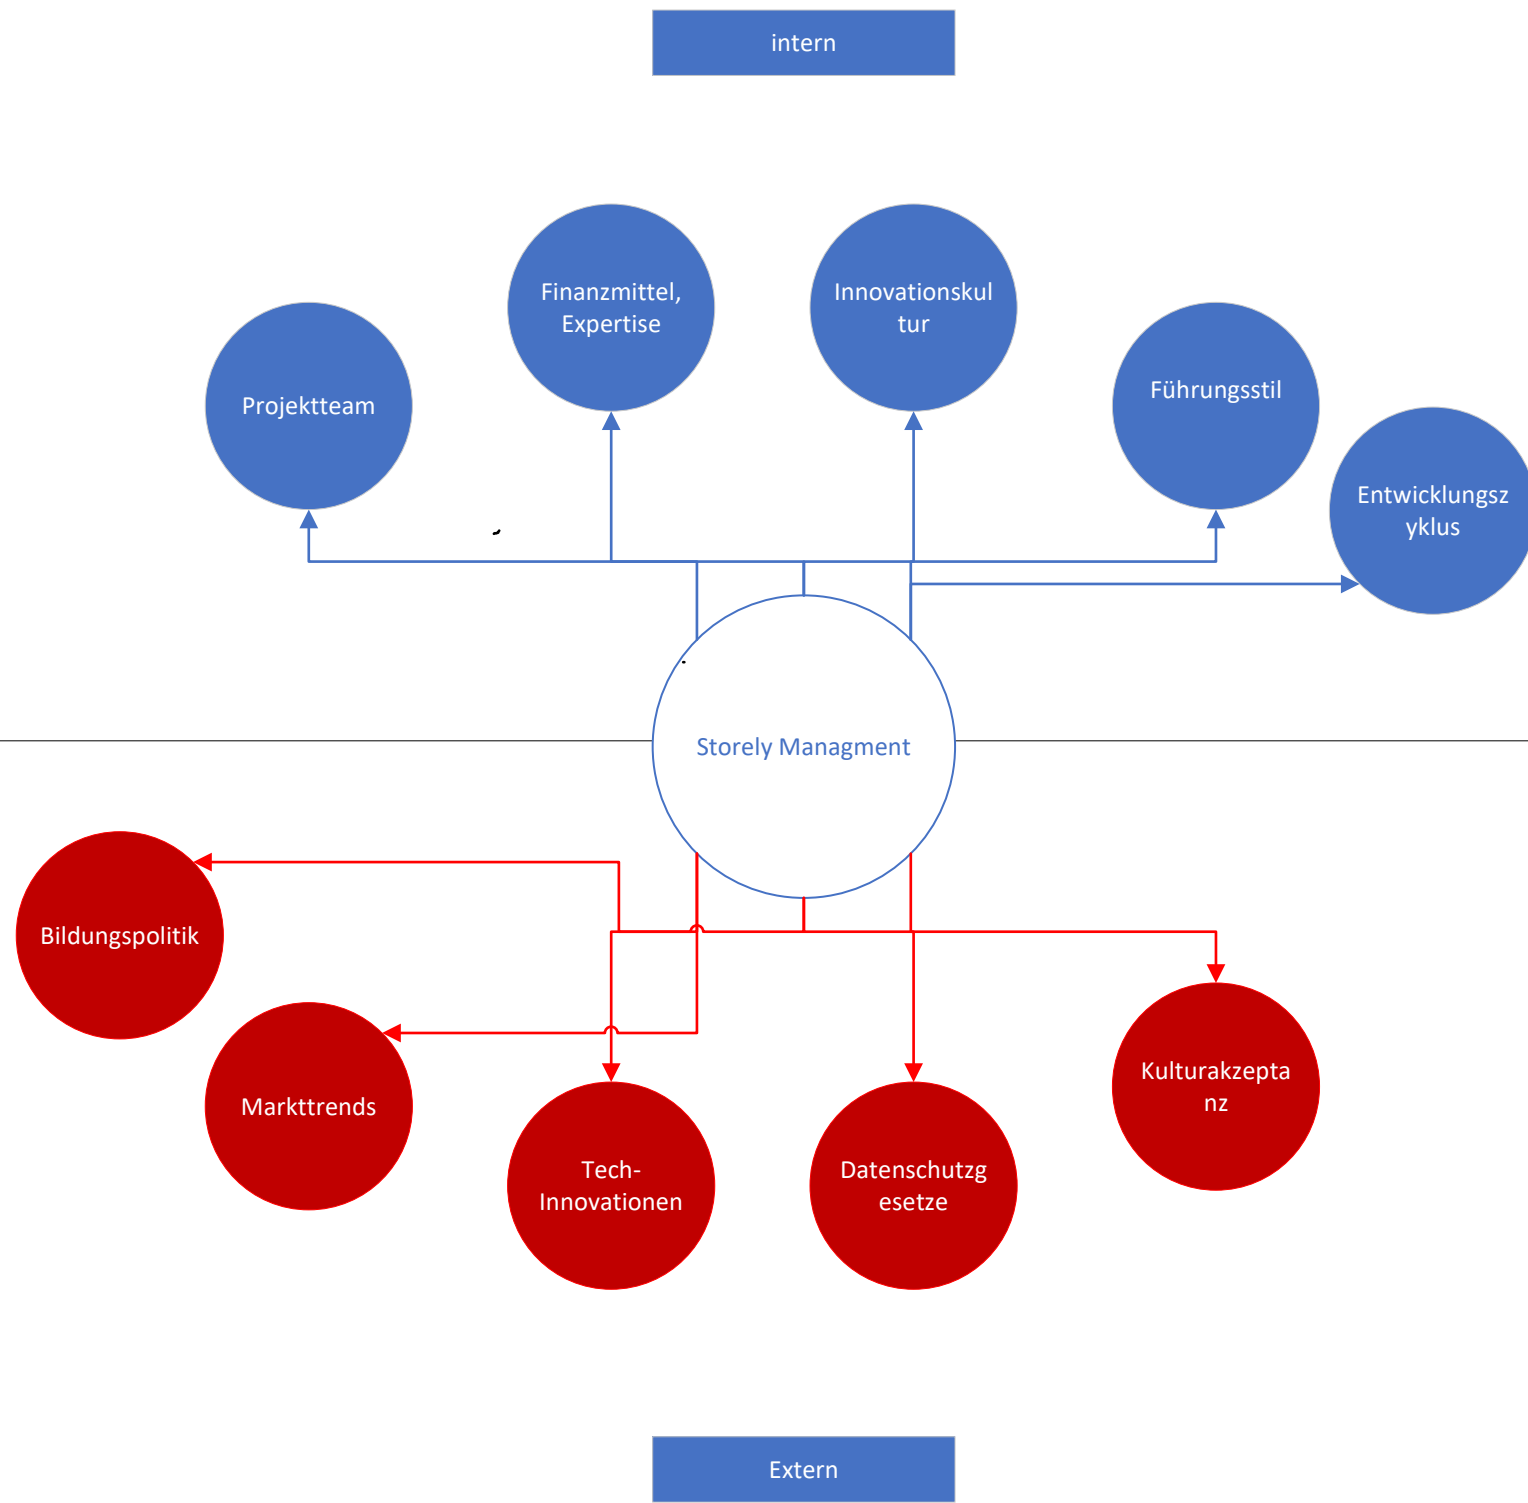 intern
Finanzmittel,
Expertise
Innovationskul
tur
Projektteam
Führungsstil
Entwicklungsz
yklus
Storely Managment
Bildungspolitik
Markttrends
Tech-
Innovationen
Datenschutzg
esetze
Kulturakzepta
nz
Extern